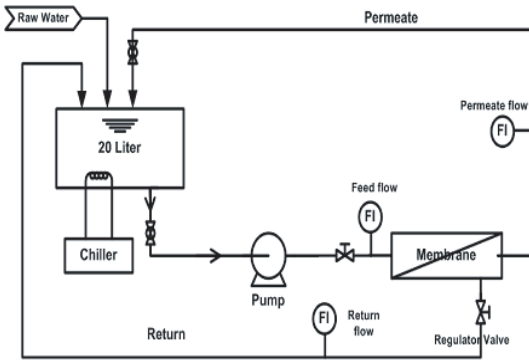 Raw Water
Permeate
Permeate flow
FI
20 Liter
Feed flow
FI
Chiller
Membrane
Pump
FI
Return
flow
Return
Regulator Valve